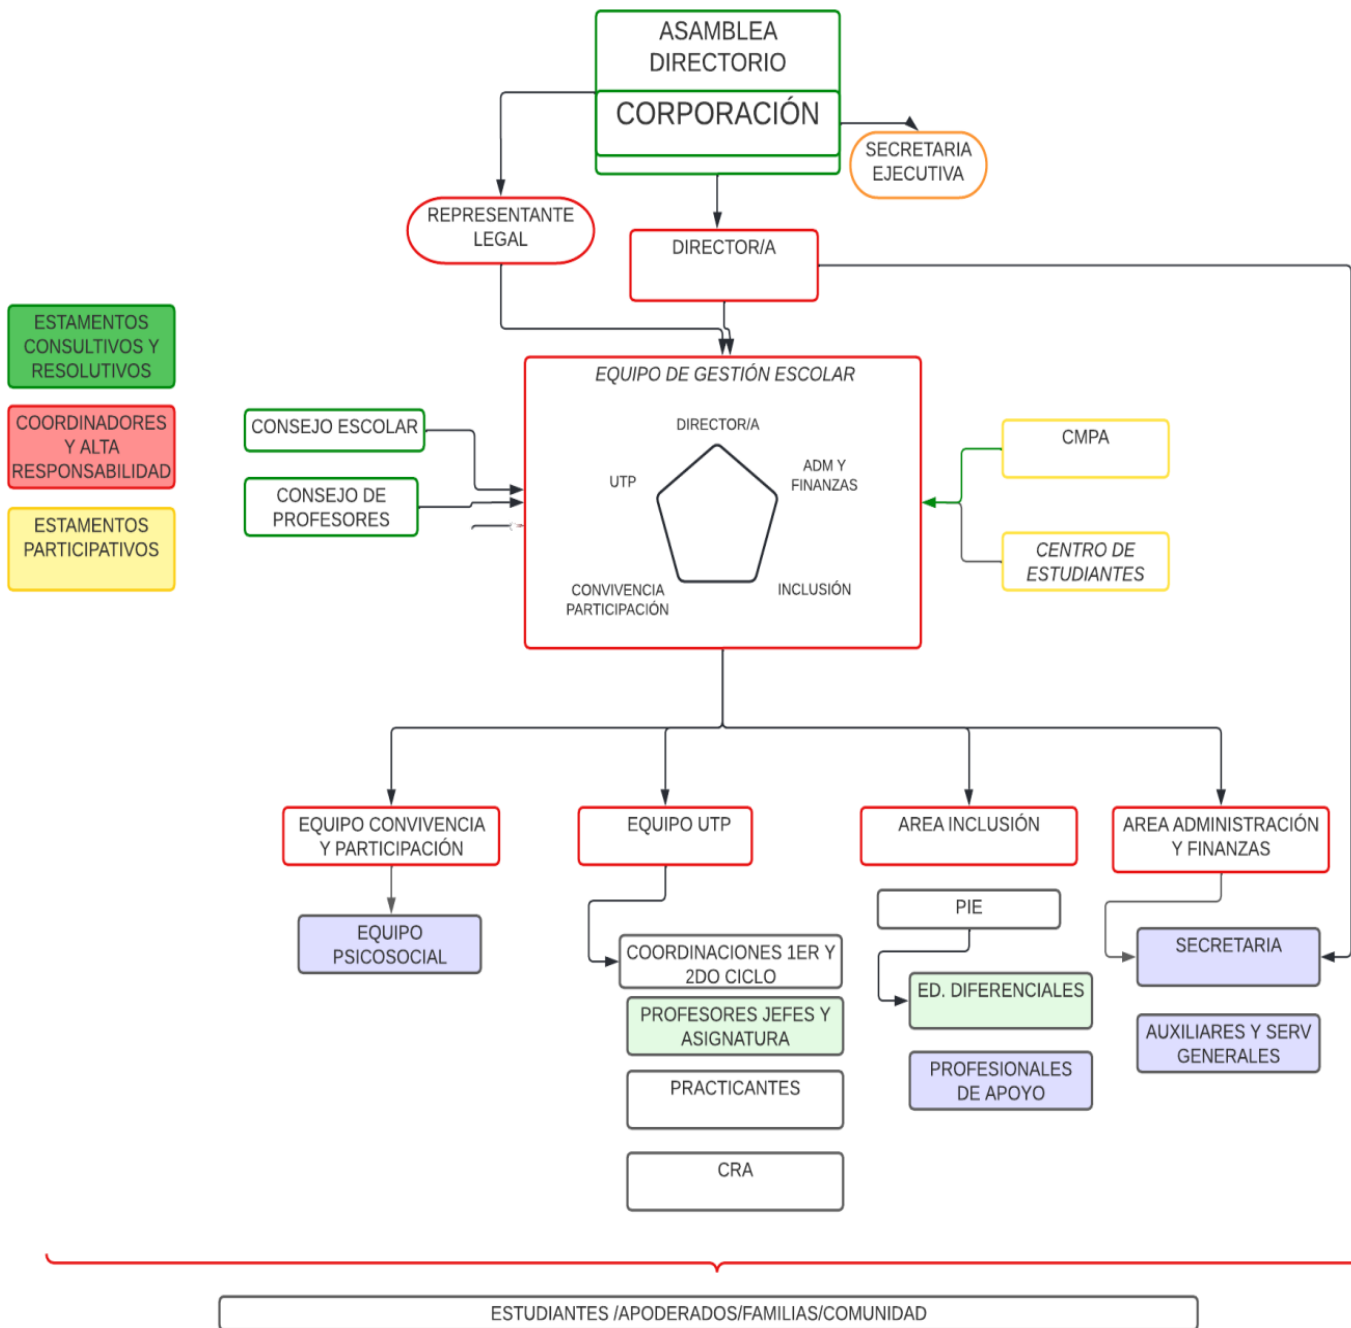 ASAMBLEA
DIRECTORIO
CORPORACIÓN
SECRETARIA
EJECUTIVA
REPRESENTANTE
LEGAL
DIRECTOR/A
ESTAMENTOS
CONSULTIVOS Y
RESOLUTIVOS
COORDINADORES
Y ALTA
RESPONSABILIDAD
ESTAMENTOS
PARTICIPATIVOS
CONSEJO ESCOLAR
CONSEJO DE
PROFESORES
EQUIPO DE GESTIÓN ESCOLAR
DIRECTOR/A
UTP
ADM Y
FINANZAS
CONVIVENCIA
PARTICIPACIÓN
INCLUSIÓN
CMPA
CENTRO DE
ESTUDIANTES
EQUIPO CONVIVENCIA
Y PARTICIPACIÓN
EQUIPO PSICOSOCIAL
EQUIPO UTP
COORDINACIONES 1ER Y
2DO CICLO
PROFESORES JEFES Y
ASIGNATURA
PRACTICANTES
CRA
AREA INCLUSIÓN
PIE
ED. DIFERENCIALES
PROFESIONALES
DE APOYO
AREA ADMINISTRACIÓN
Y FINANZAS
SECRETARIA
AUXILIARES Y SERV
GENERALES
ESTUDIANTES /APODERADOS/FAMILIAS/COMUNIDAD